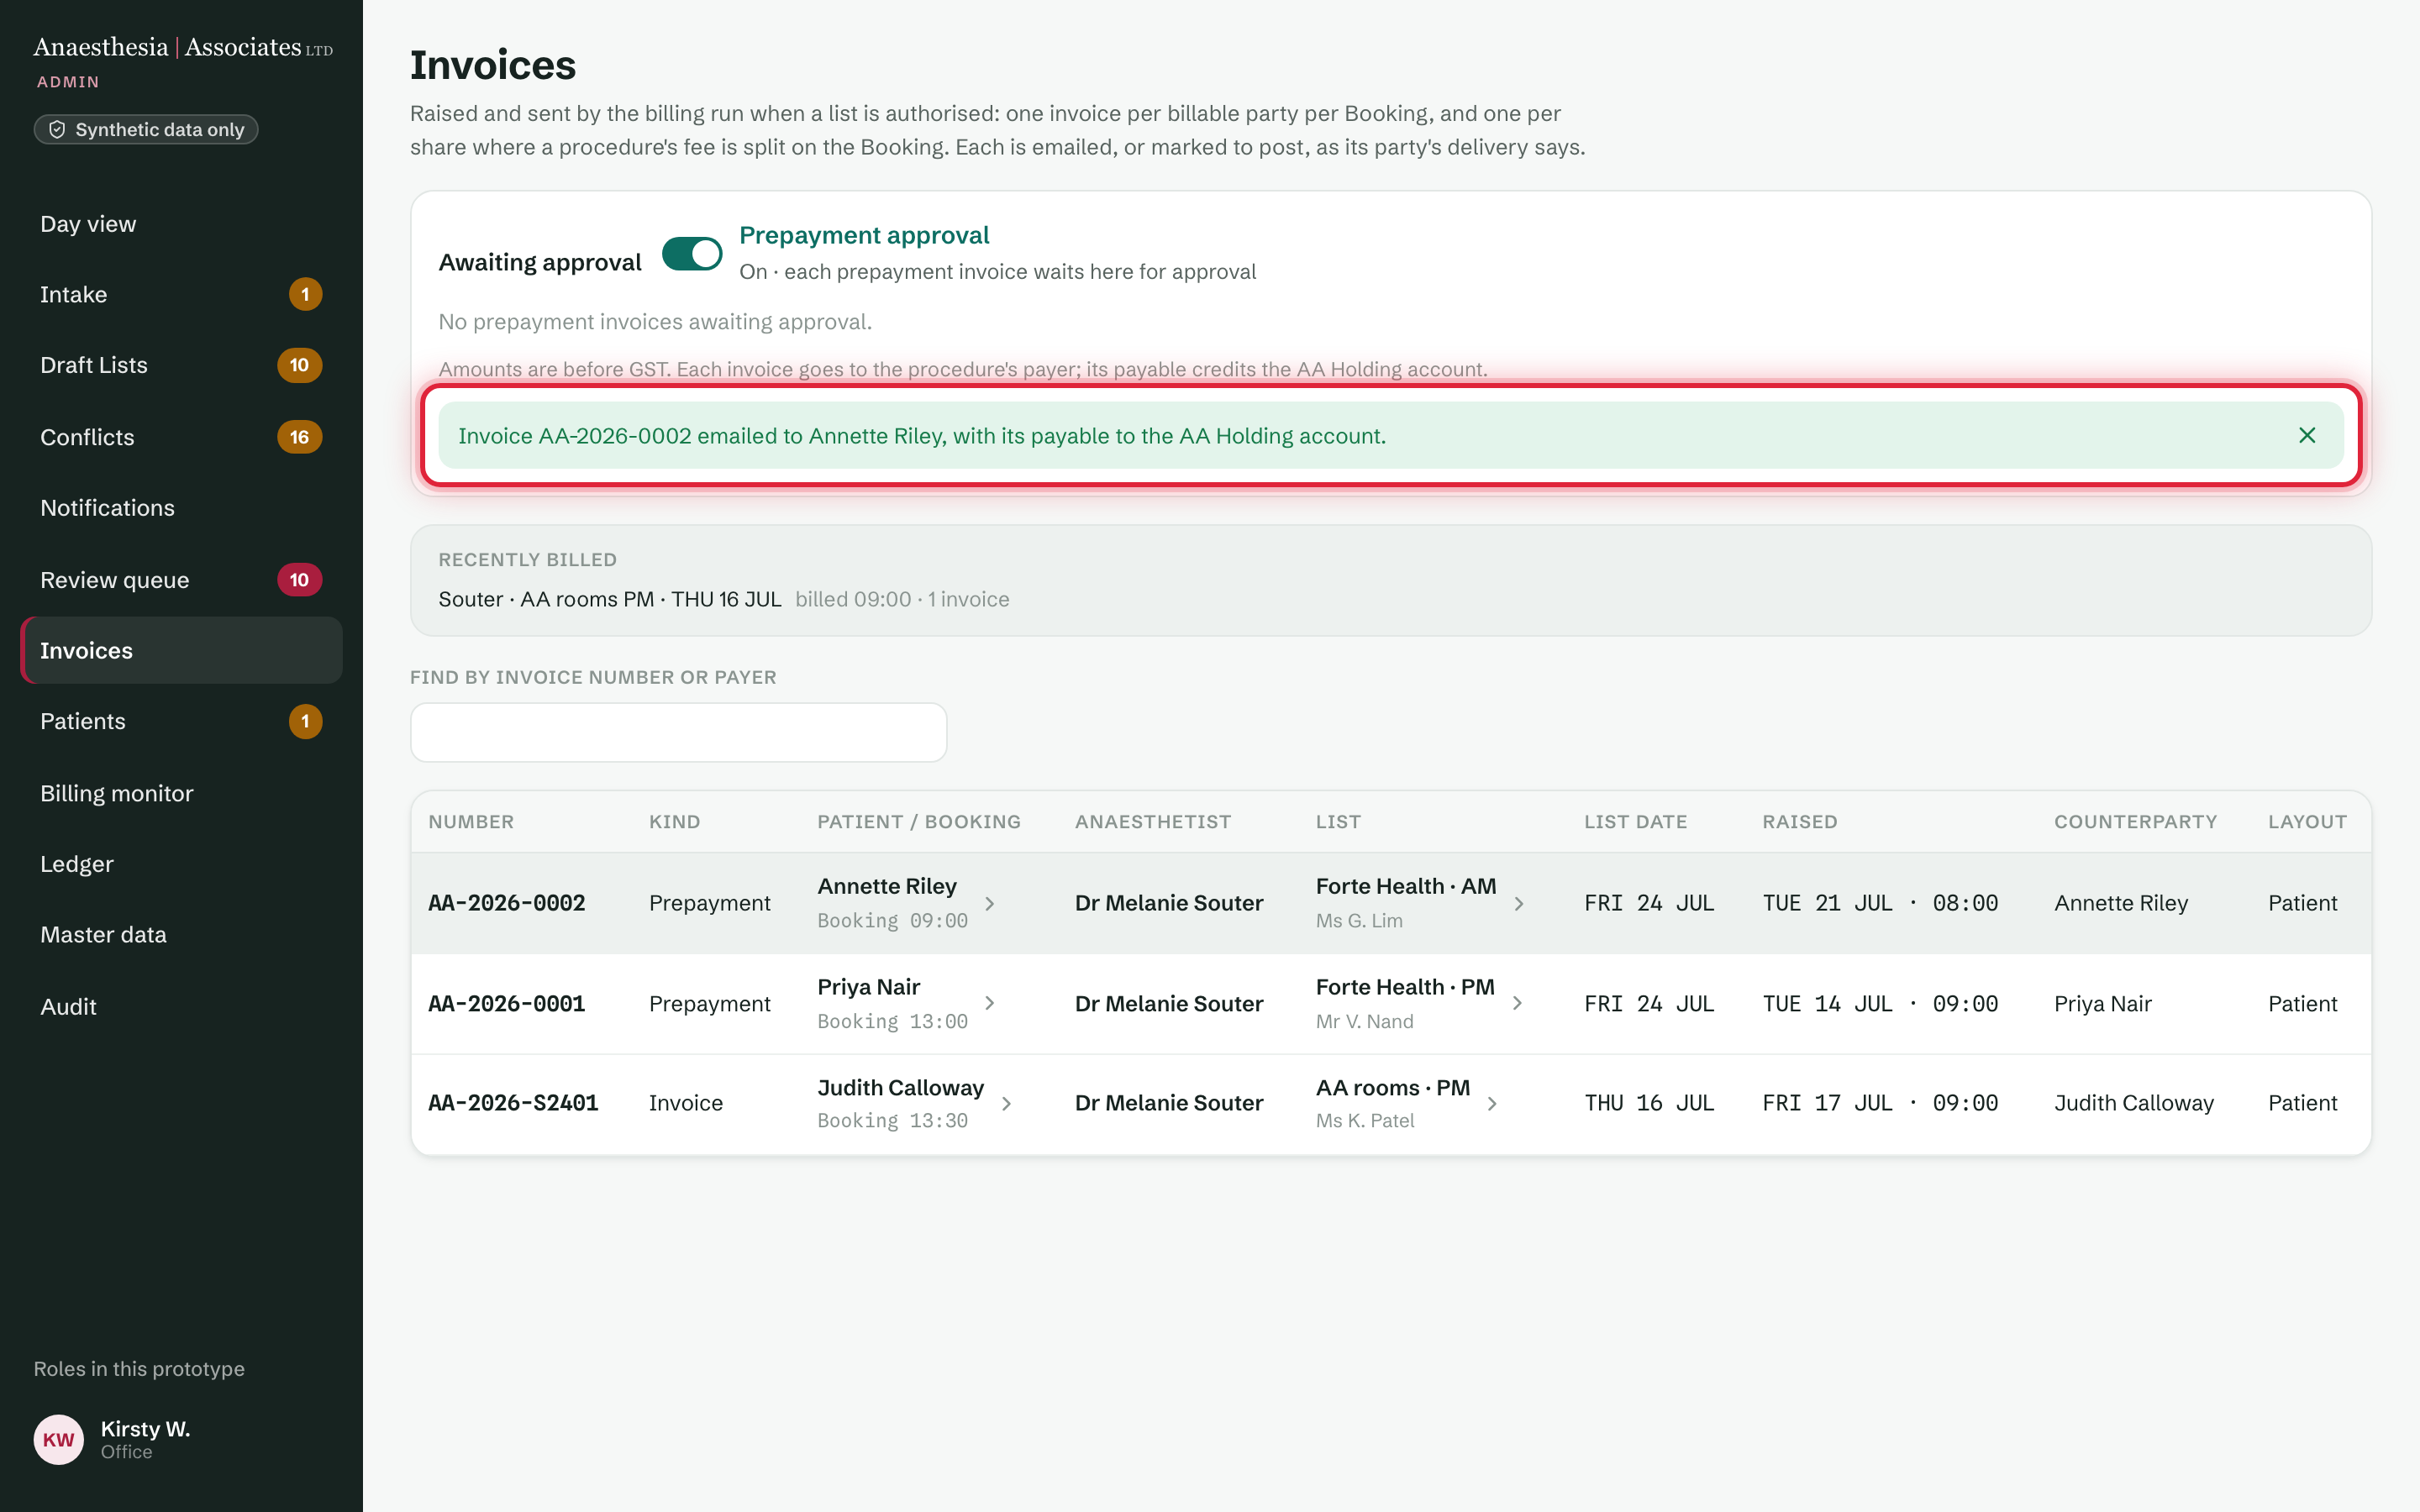 Anaesthesia | Associates LTD
ADMIN
Synthetic data only
Day view
Intake 1
Draft Lists 10
Conflicts 16
Notifications
Review queue 10
Invoices
Patients 1
Billing monitor
Ledger
Master data
Audit
Roles in this prototype
KW Kirsty W.
Office
Invoices
Raised and sent by the billing run when a list is authorised: one invoice per billable party per Booking, and one per
share where a procedure's fee is split on the Booking. Each is emailed, or marked to post, as its party's delivery says.
Awaiting approval
Prepayment approval
On · each prepayment invoice waits here for approval
No prepayment invoices awaiting approval.
Amounts are before GST. Each invoice goes to the procedure's payer; its payable credits the AA Holding account.
Invoice AA-2026-0002 emailed to Annette Riley, with its payable to the AA Holding account.
RECENTLY BILLED
Souter · AA rooms PM · THU 16 JUL billed 09:00 · 1 invoice
FIND BY INVOICE NUMBER OR PAYER
NUMBER KIND PATIENT / BOOKING ANAESTHETIST LIST LIST DATE RAISED COUNTERPARTY LAYOUT
AA-2026-0002 Prepayment Annette Riley Dr Melanie Souter Forte Health · AM FRI 24 JUL TUE 21 JUL · 08:00 Annette Riley Patient
Booking 09:00 Ms G. Lim
AA-2026-0001 Prepayment Priya Nair Dr Melanie Souter Forte Health · PM FRI 24 JUL TUE 14 JUL · 09:00 Priya Nair Patient
Booking 13:00 Mr V. Nand
AA-2026-S2401 Invoice Judith Calloway Dr Melanie Souter AA rooms · PM THU 16 JUL FRI 17 JUL · 09:00 Judith Calloway Patient
Booking 13:30 Ms K. Patel